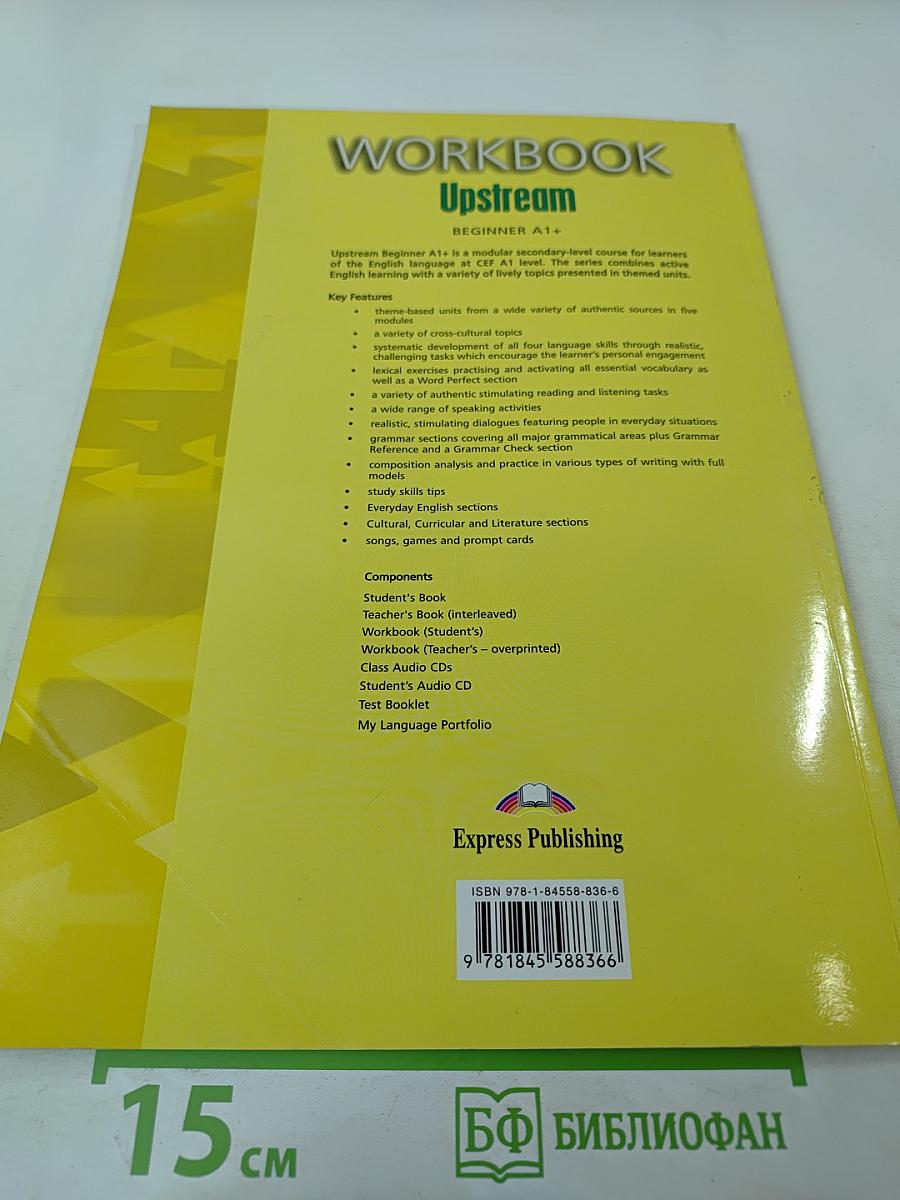 WORKBOOK
Upstream
BEGINNER A1+
Upstream Beginner A1+ is a modular secondary-level course for learners
of the English language at CEF A1 level. The series combines active
English learning with a variety of lively topics presented in themed units.
Key Features
• theme-based units from a wide variety of authentic sources in five
modules
• a variety of cross-cultural topics
• systematic development of all four language skills through realistic,
challenging tasks which encourage the learner's personal engagement
• lexical exercises practising and activating all essential vocabulary as
well as a Word Perfect section
• a variety of authentic stimulating reading and listening tasks
• a wide range of speaking activities
• realistic, stimulating dialogues featuring people in everyday situations
• grammar sections covering all major grammatical areas plus Grammar
Reference and a Grammar Check section
• composition analysis and practice in various types of writing with full
models
• study skills tips
• Everyday English sections
• Cultural, Curricular and Literature sections
• songs, games and prompt cards
Components
Student's Book
Teacher's Book (interleaved)
Workbook (Student's)
Workbook (Teacher's – overprinted)
Class Audio CDs
Student's Audio CD
Test Booklet
My Language Portfolio
Express Publishing
ISBN 978-1-84558-836-6
9 781845 588366
15 см
БФ БИБЛИОФАН